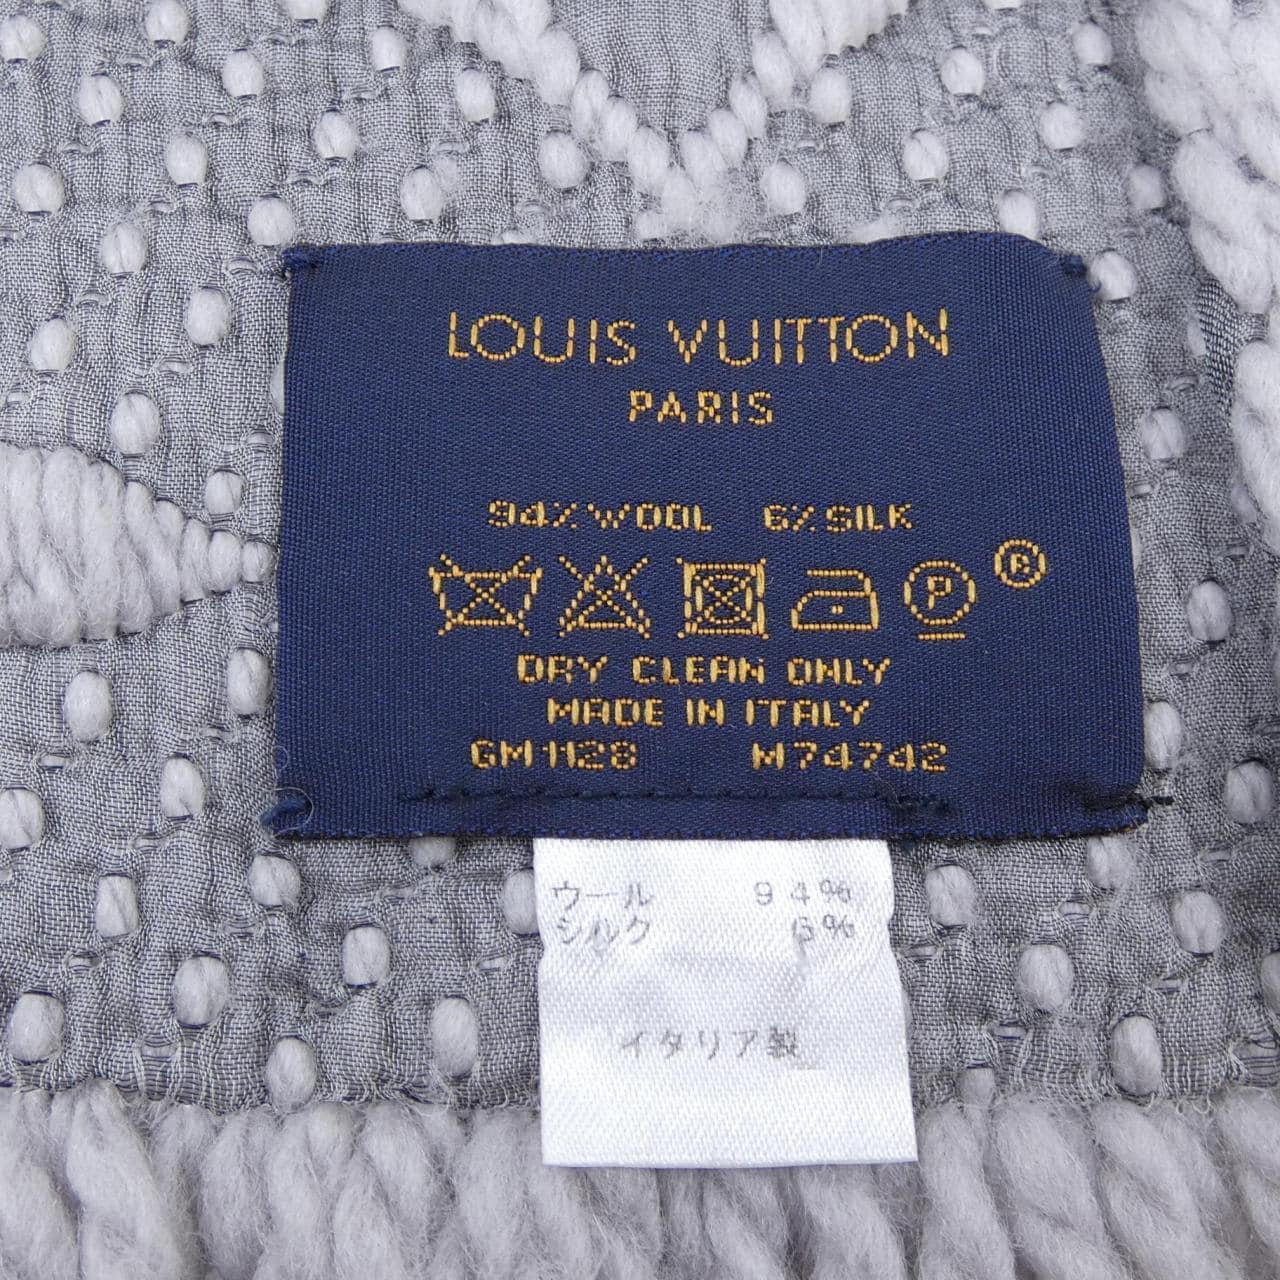 LOUIS VUITTON
PARIS
94% WOOL 6% SILK
P ®
DRY CLEAN ONLY
MADE IN ITALY
GM1128 M74742
ウール 94%
シルク 6%
イタリア製